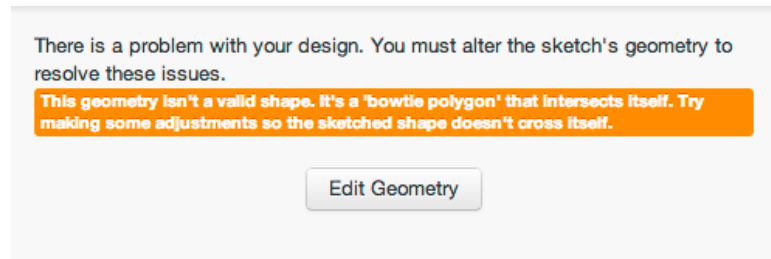 There is a problem with your design. You must alter the sketch's geometry to
resolve these issues.
This geometry isn't a valid shape. It's a 'bowtie polygon' that intersects itself. Try
making some adjustments so the sketched shape doesn't cross itself.
Edit Geometry